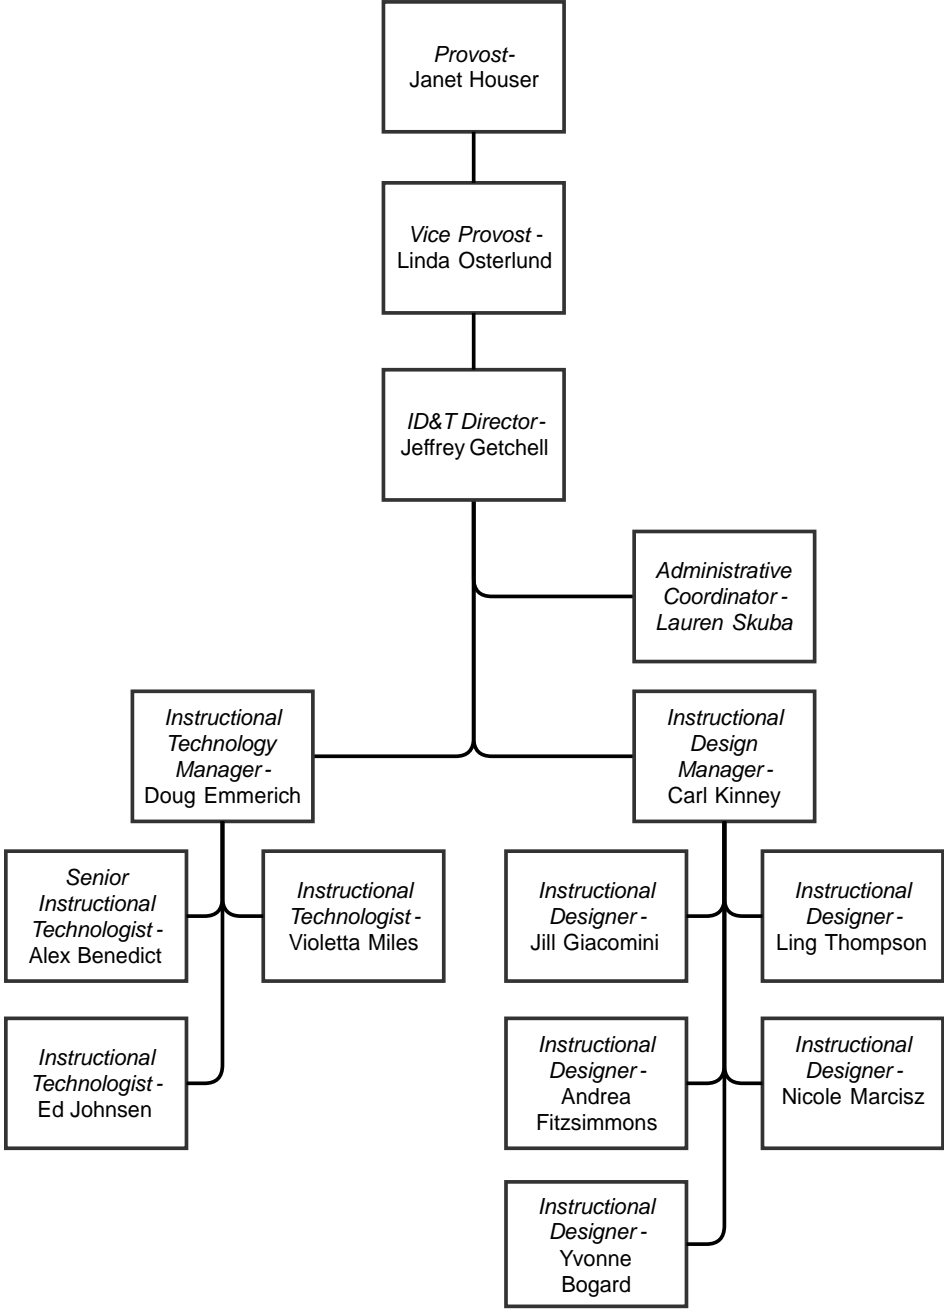 Provost-
Janet Houser
Vice Provost -
Linda Osterlund
ID&T Director-
Jeffrey Getchell
Administrative
Coordinator -
Lauren Skuba
Instructional
Technology
Manager-
Doug Emmerich
Instructional
Design
Manager-
Carl Kinney
Senior
Instructional
Technologist -
Alex Benedict
Instructional
Technologist -
Violetta Miles
Instructional
Designer -
Jill Giacomini
Instructional
Designer -
Ling Thompson
Instructional
Technologist -
Ed Johnsen
Instructional
Designer-
Andrea
Fitzsimmons
Instructional
Designer -
Nicole Marcisz
Instructional
Designer -
Yvonne
Bogard